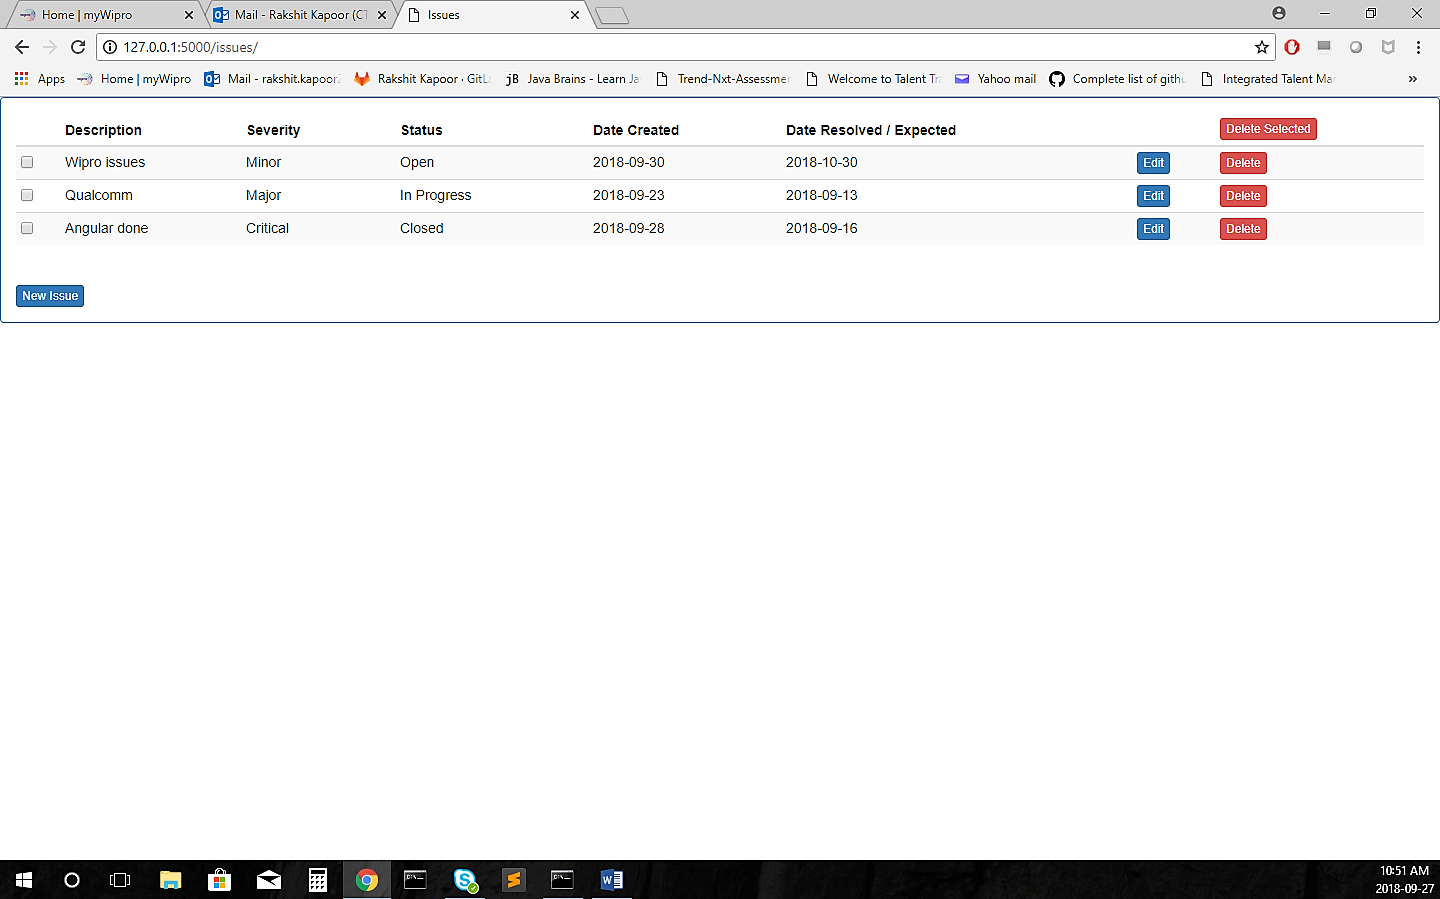 Home | myWipro Mail - Rakshit Kapoor (CT Issues
127.0.0.1:5000/issues/
Apps Home | myWipro Mail - rakshit.kapoor Rakshit Kapoor · GitL jB Java Brains - Learn Ja Trend-Nxt-Assessmen Welcome to Talent Tr Yahoo mail Complete list of githu Integrated Talent Mar »
Description Severity Status Date Created Date Resolved / Expected Delete Selected
Wipro issues Minor Open 2018-09-30 2018-10-30 Edit Delete
Qualcomm Major In Progress 2018-09-23 2018-09-13 Edit Delete
Angular done Critical Closed 2018-09-28 2018-09-16 Edit Delete
New Issue
10:51 AM
2018-09-27